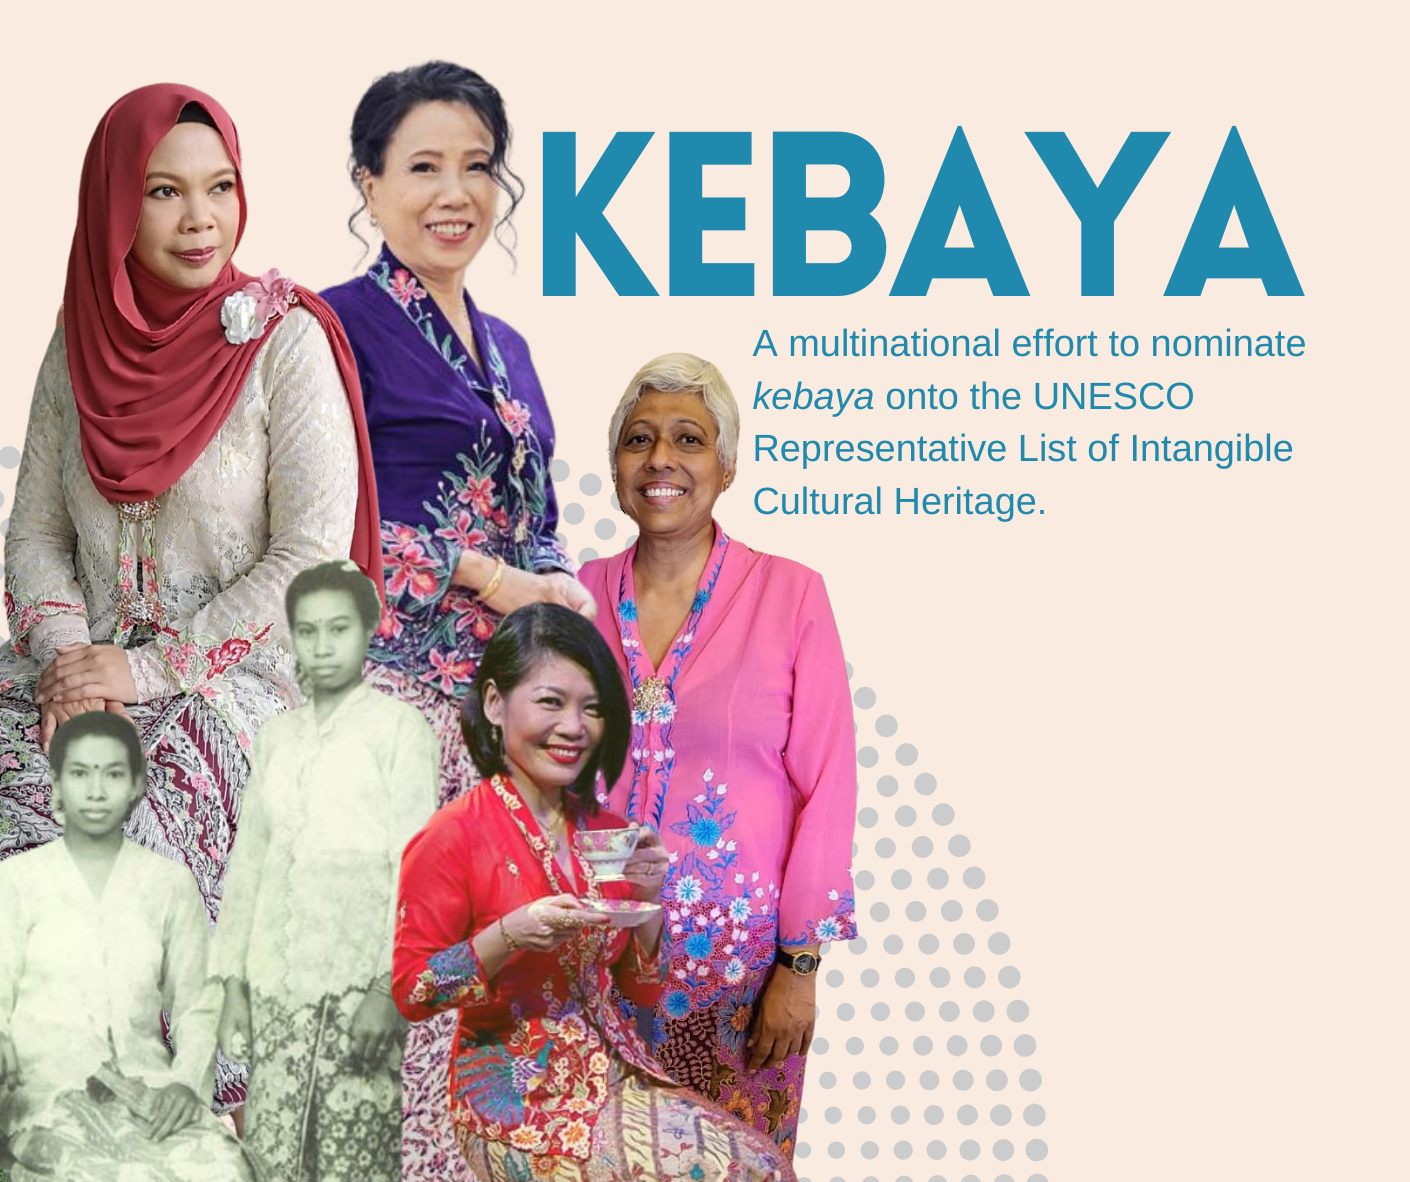 KEBAYA
A multinational effort to nominate
kebaya onto the UNESCO
Representative List of Intangible
Cultural Heritage.